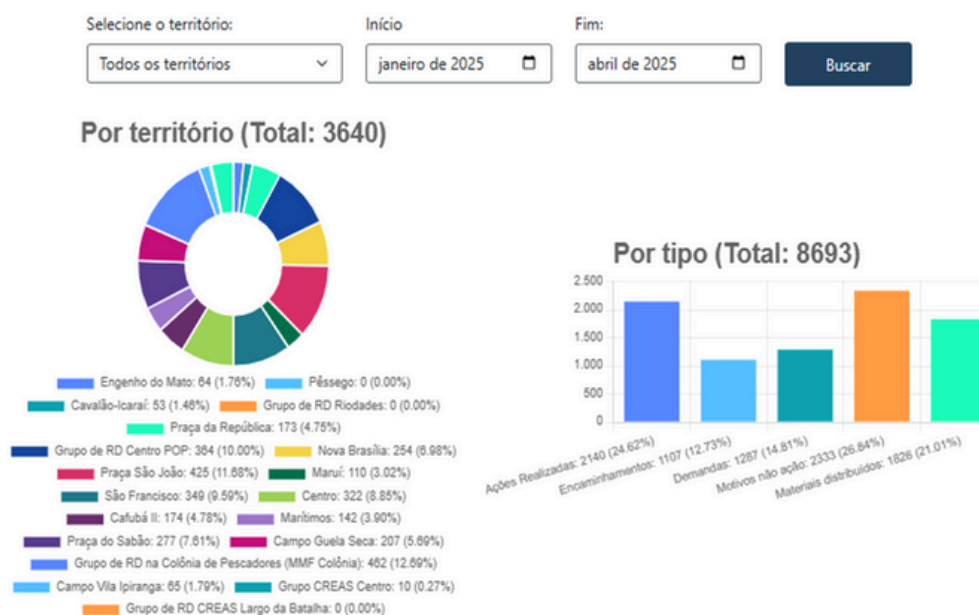 Selecione o território:
Início
Fim:
Todos os territórios
janeiro de 2025
abril de 2025
Buscar
Por território (Total: 3640)
Engenho do Mato: 64 (1.76%)
Pêssego: 0 (0.00%)
Cavalão-Icaraí: 53 (1.46%)
Grupo de RD Riodades: 0 (0.00%)
Praça da República: 173 (4.75%)
Grupo de RD Centro POP: 364 (10.00%)
Nova Brasília: 254 (6.98%)
Praça São João: 425 (11.68%)
Maruí: 110 (3.02%)
São Francisco: 349 (9.59%)
Centro: 322 (8.85%)
Cafubá II: 174 (4.78%)
Marítimos: 142 (3.90%)
Praça do Sabão: 277 (7.61%)
Campo Guela Seca: 207 (5.69%)
Grupo de RD na Colônia de Pescadores (MMF Colônia): 462 (12.69%)
Campo Vila Ipiranga: 65 (1.79%)
Grupo CREAS Centro: 10 (0.27%)
Grupo de RD CREAS Largo da Batalha: 0 (0.00%)
Por tipo (Total: 8693)
2.500
2.000
1.500
1.000
500
0
Ações Realizadas: 2140 (24.62%)
Encaminhamentos: 1107 (12.73%)
Demandas: 1287 (14.81%)
Motivos não ação: 2333 (26.84%)
Materiais distribuídos: 1826 (21.01%)